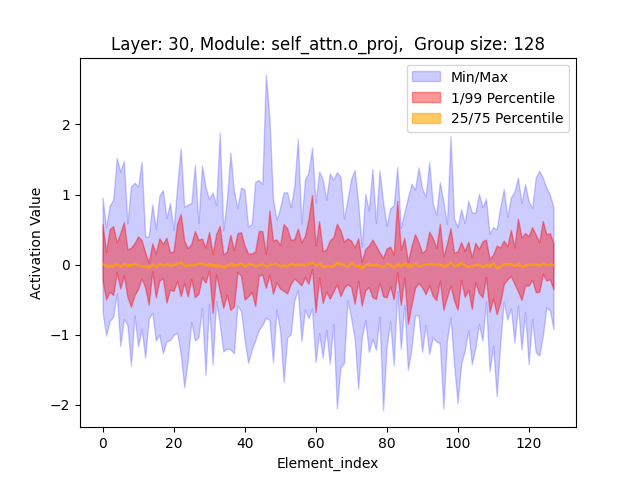 Layer: 30, Module: self_attn.o_proj,  Group size: 128
Min/Max
1/99 Percentile
25/75 Percentile
Activation Value
2
1
0
−1
−2
0 20 40 60 80 100 120
Element_index